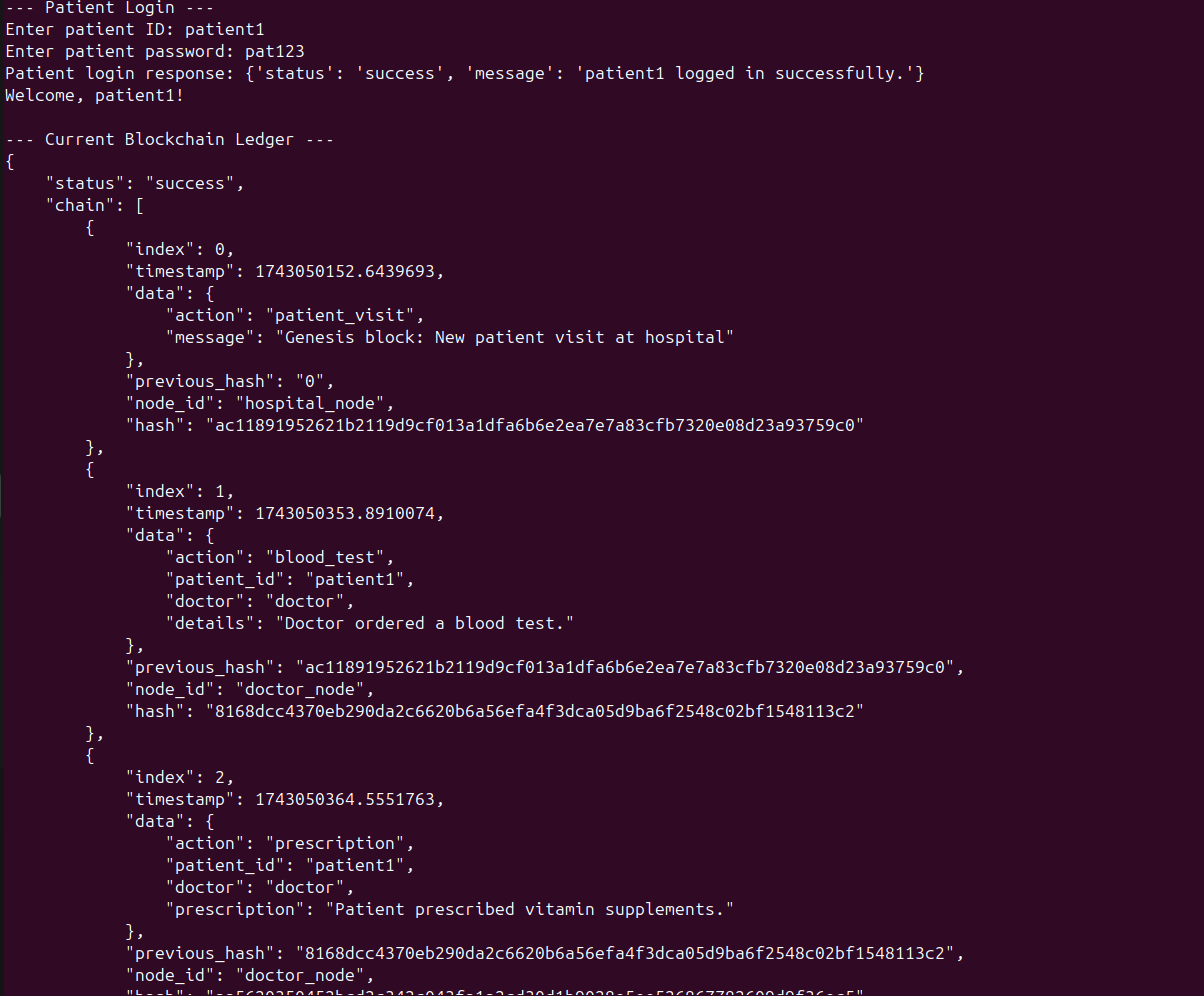 --- Patient Login ---
Enter patient ID: patient1
Enter patient password: pat123
Patient login response: {'status': 'success', 'message': 'patient1 logged in successfully.'}
Welcome, patient1!
--- Current Blockchain Ledger ---
{
"status": "success",
"chain": [
{
"index": 0,
"timestamp": 1743050152.6439693,
"data": {
"action": "patient_visit",
"message": "Genesis block: New patient visit at hospital"
},
"previous_hash": "0",
"node_id": "hospital_node",
"hash": "ac11891952621b2119d9cf013a1dfa6b6e2ea7e7a83cfb7320e08d23a93759c0"
},
{
"index": 1,
"timestamp": 1743050353.8910074,
"data": {
"action": "blood_test",
"patient_id": "patient1",
"doctor": "doctor",
"details": "Doctor ordered a blood test."
},
"previous_hash": "ac11891952621b2119d9cf013a1dfa6b6e2ea7e7a83cfb7320e08d23a93759c0",
"node_id": "doctor_node",
"hash": "8168dcc4370eb290da2c6620b6a56efa4f3dca05d9ba6f2548c02bf1548113c2"
},
{
"index": 2,
"timestamp": 1743050364.5551763,
"data": {
"action": "prescription",
"patient_id": "patient1",
"doctor": "doctor",
"prescription": "Patient prescribed vitamin supplements."
},
"previous_hash": "8168dcc4370eb290da2c6620b6a56efa4f3dca05d9ba6f2548c02bf1548113c2",
"node_id": "doctor_node",